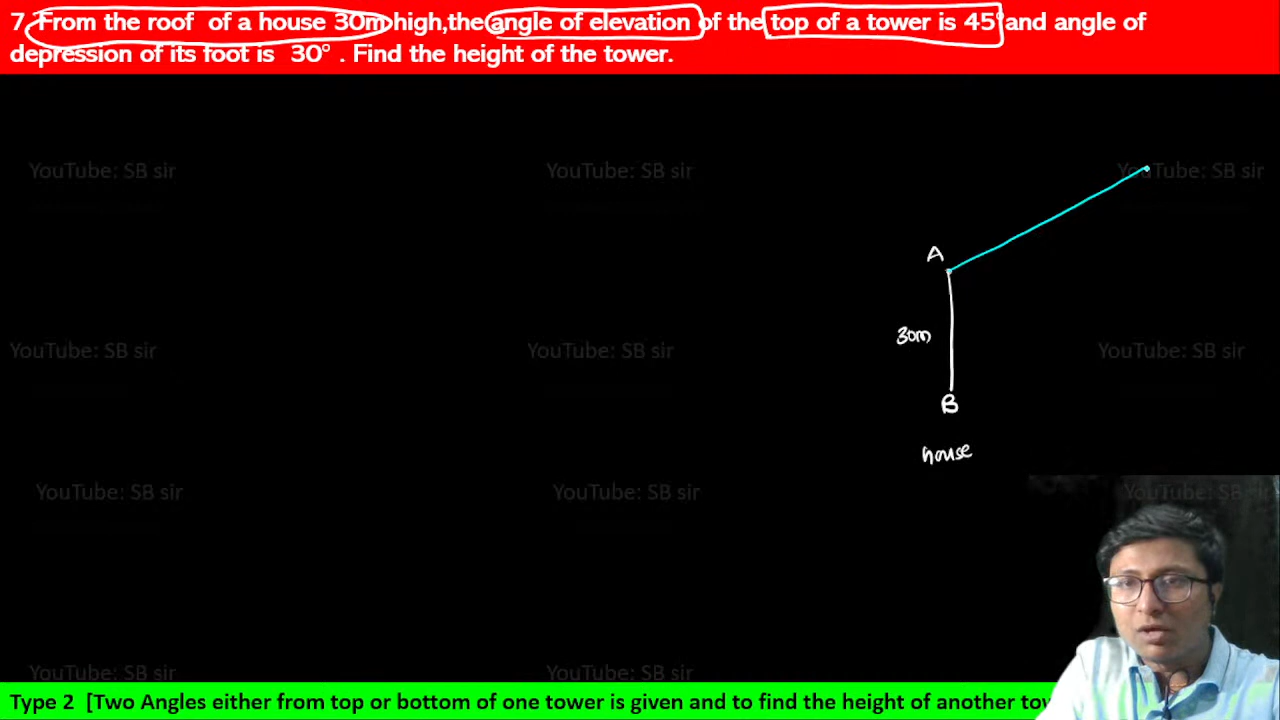 7. From the roof of a house 30m high,the angle of elevation of the top of a tower is 45° and angle of
depression of its foot is 30° . Find the height of the tower.
YouTube: SB sir YouTube: SB sir YouTube: SB sir
A
30m
YouTube: SB sir YouTube: SB sir YouTube: SB sir
B
house
YouTube: SB sir YouTube: SB sir YouTube: SB sir
YouTube: SB sir YouTube: SB sir
Type 2 [Two Angles either from top or bottom of one tower is given and to find the height of another